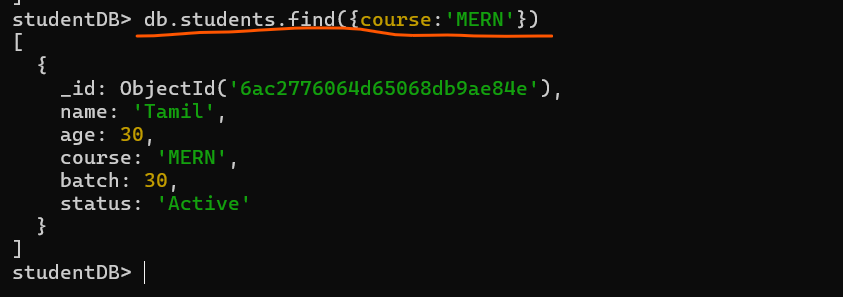 ]
studentDB> db.students.find({course:'MERN'})
[
  {
    _id: ObjectId('6ac2776064d65068db9ae84e'),
    name: 'Tamil',
    age: 30,
    course: 'MERN',
    batch: 30,
    status: 'Active'
  }
]
studentDB>